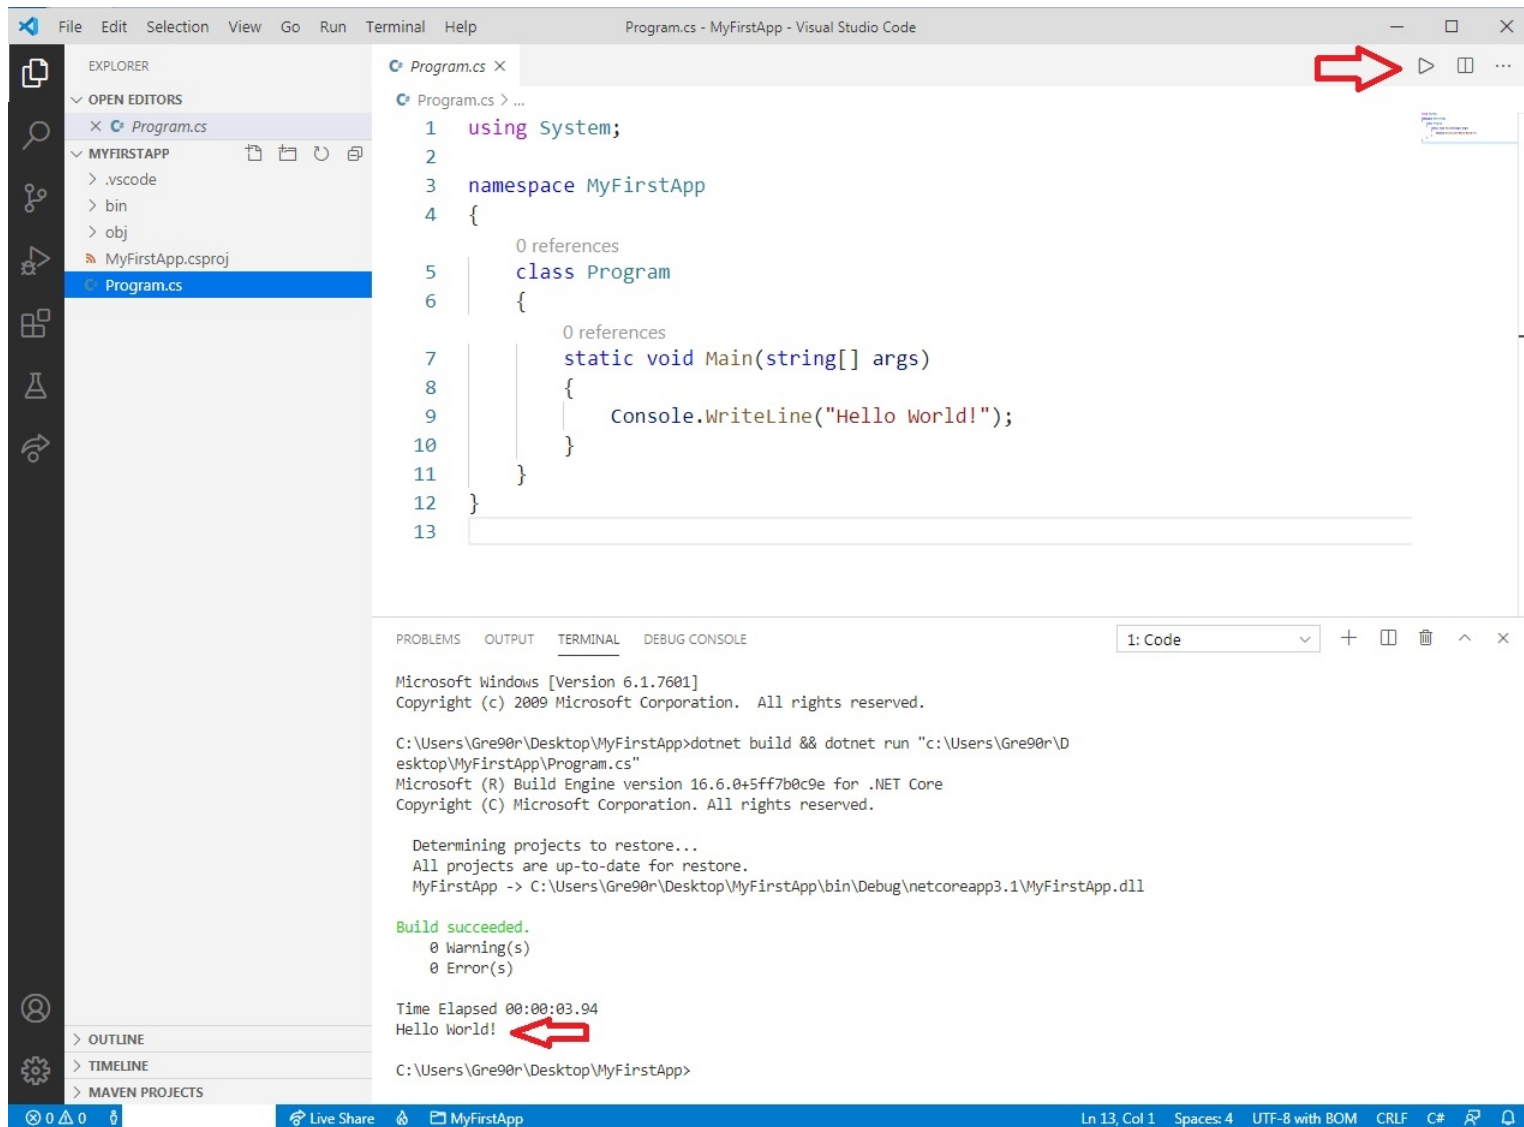 File Edit Selection View Go Run Terminal Help Program.cs - MyFirstApp - Visual Studio Code
EXPLORER
OPEN EDITORS
Program.cs
MYFIRSTAPP
.vscode
bin
obj
MyFirstApp.csproj
Program.cs
OUTLINE
TIMELINE
MAVEN PROJECTS
Program.cs
Program.cs > ...
1 using System;
2
3 namespace MyFirstApp
4 {
0 references
5 class Program
6 {
0 references
7 static void Main(string[] args)
8 {
9 Console.WriteLine("Hello World!");
10 }
11 }
12 }
13
PROBLEMS OUTPUT TERMINAL DEBUG CONSOLE 1: Code
Microsoft Windows [Version 6.1.7601]
Copyright (c) 2009 Microsoft Corporation.  All rights reserved.
C:\Users\Gre90r\Desktop\MyFirstApp>dotnet build && dotnet run "c:\Users\Gre90r\D
esktop\MyFirstApp\Program.cs"
Microsoft (R) Build Engine version 16.6.0+5ff7b0c9e for .NET Core
Copyright (C) Microsoft Corporation. All rights reserved.
Determining projects to restore...
All projects are up-to-date for restore.
MyFirstApp -> C:\Users\Gre90r\Desktop\MyFirstApp\bin\Debug\netcoreapp3.1\MyFirstApp.dll
Build succeeded.
0 Warning(s)
0 Error(s)
Time Elapsed 00:00:03.94
Hello World!
C:\Users\Gre90r\Desktop\MyFirstApp>
0 0 Live Share MyFirstApp Ln 13, Col 1 Spaces: 4 UTF-8 with BOM CRLF C#